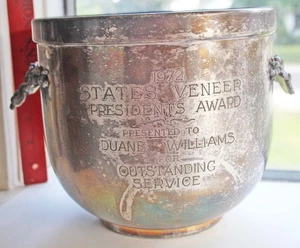 1972
STATES VENEER
PRESIDENTS AWARD
PRESENTED TO
DUANE WILLIAMS
FOR
OUTSTANDING
SERVICE